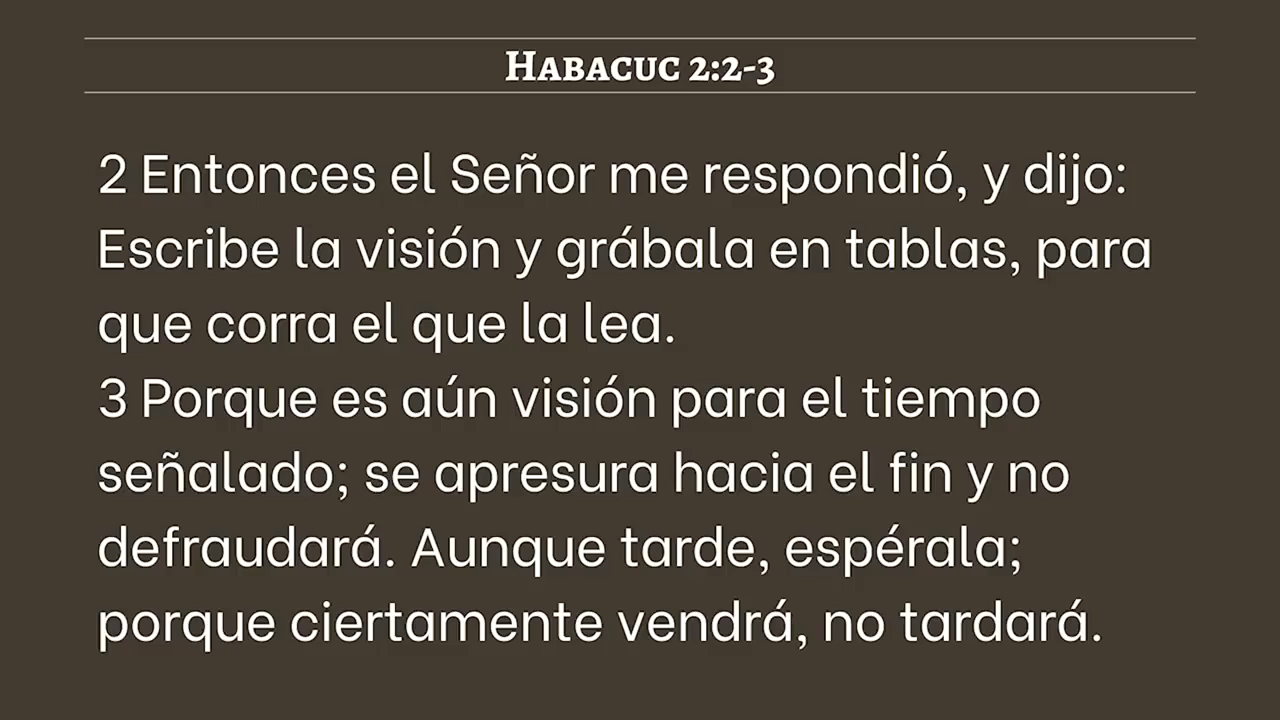 Habacuc 2:2-3
2 Entonces el Señor me respondió, y dijo:
Escribe la visión y grábala en tablas, para
que corra el que la lea.
3 Porque es aún visión para el tiempo
señalado; se apresura hacia el fin y no
defraudará. Aunque tarde, espérala;
porque ciertamente vendrá, no tardará.